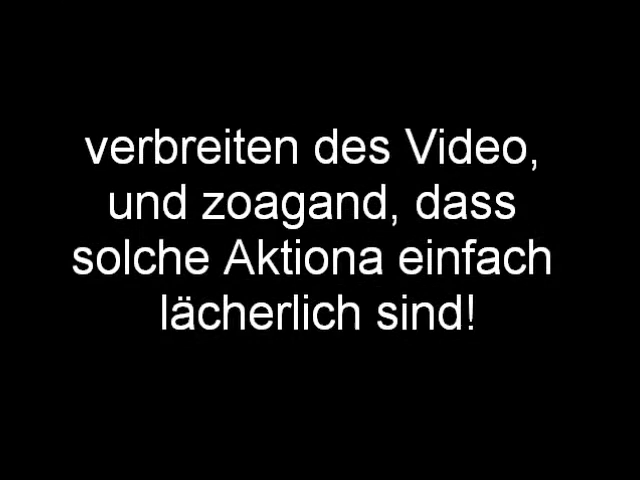 verbreiten des Video,
und zoagand, dass
solche Aktiona einfach
lächerlich sind!